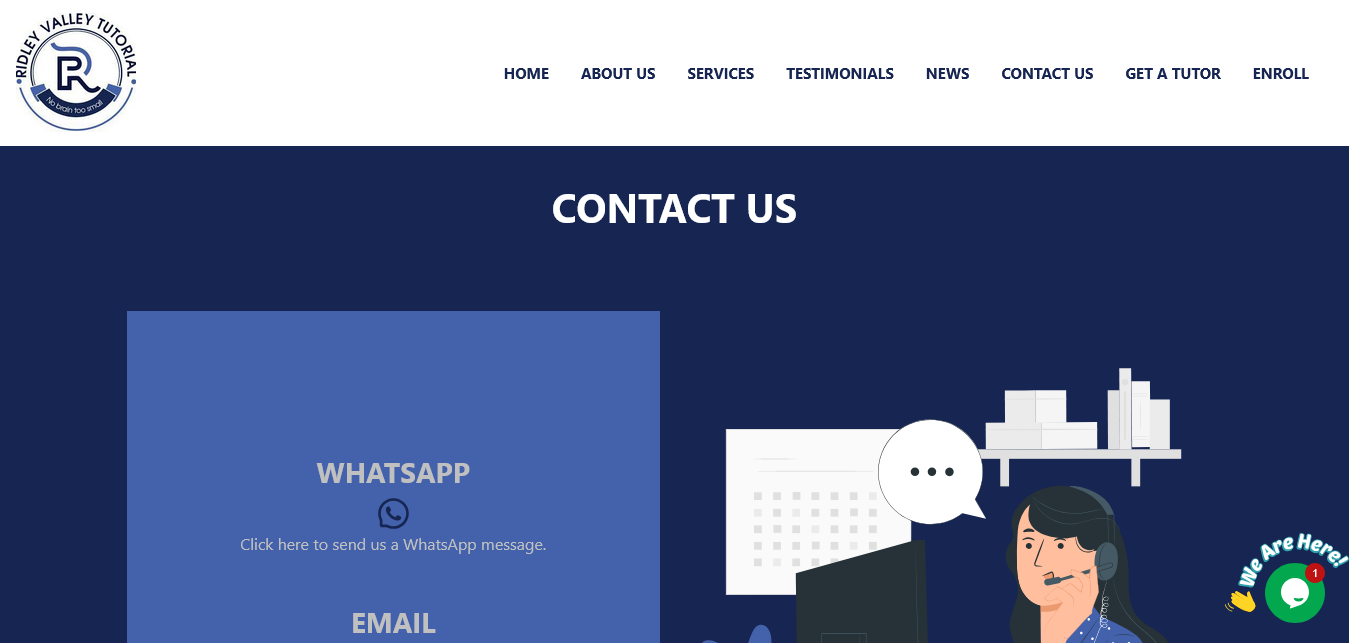 RIDLEY VALLEY TUTORIAL
R
No brain too small
HOME ABOUT US SERVICES TESTIMONIALS NEWS CONTACT US GET A TUTOR ENROLL
CONTACT US
WHATSAPP
Click here to send us a WhatsApp message.
EMAIL
We Are Here!
1